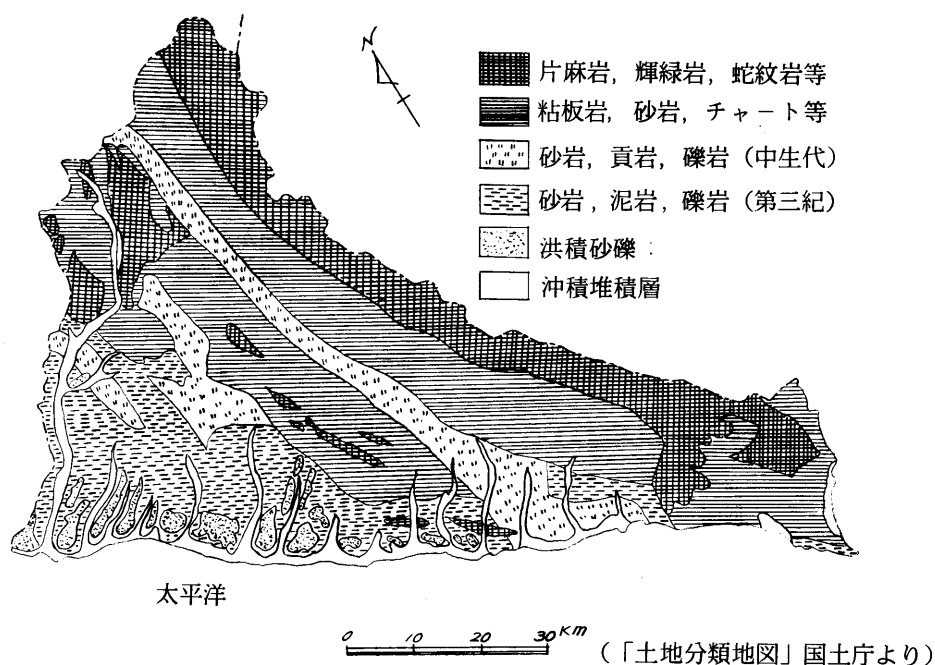 N
片麻岩，輝緑岩，蛇紋岩等
粘板岩，砂岩，チャート等
砂岩，貢岩，礫岩（中生代）
砂岩，泥岩，礫岩（第三紀）
洪積砂礫
沖積堆積層
太平洋
0 10 20 30 KM
（「土地分類地図」国土庁より）